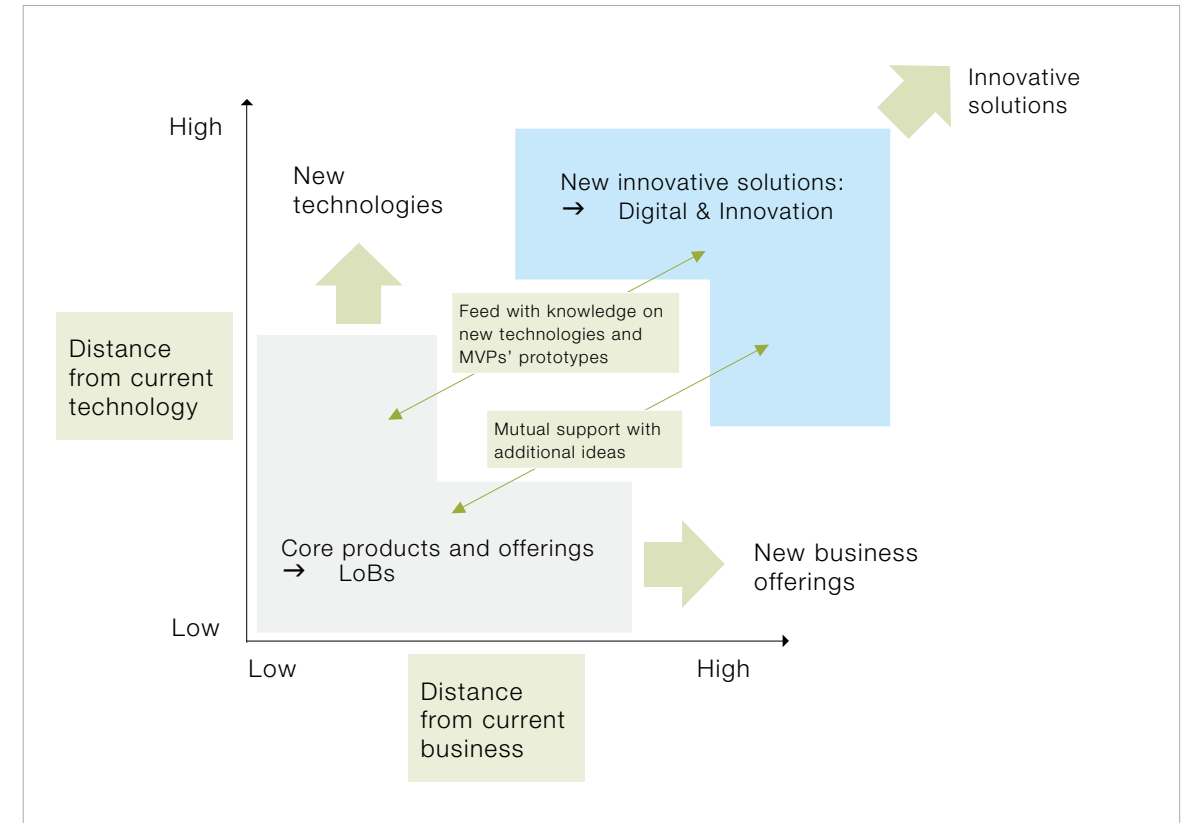 Innovative
solutions
High
New
technologies
New innovative solutions:
→ Digital & Innovation
Feed with knowledge on
new technologies and
MVPs’ prototypes
Distance
from current
technology
Mutual support with
additional ideas
Core products and offerings
→ LoBs
New business
offerings
Low
Low
High
Distance
from current
business